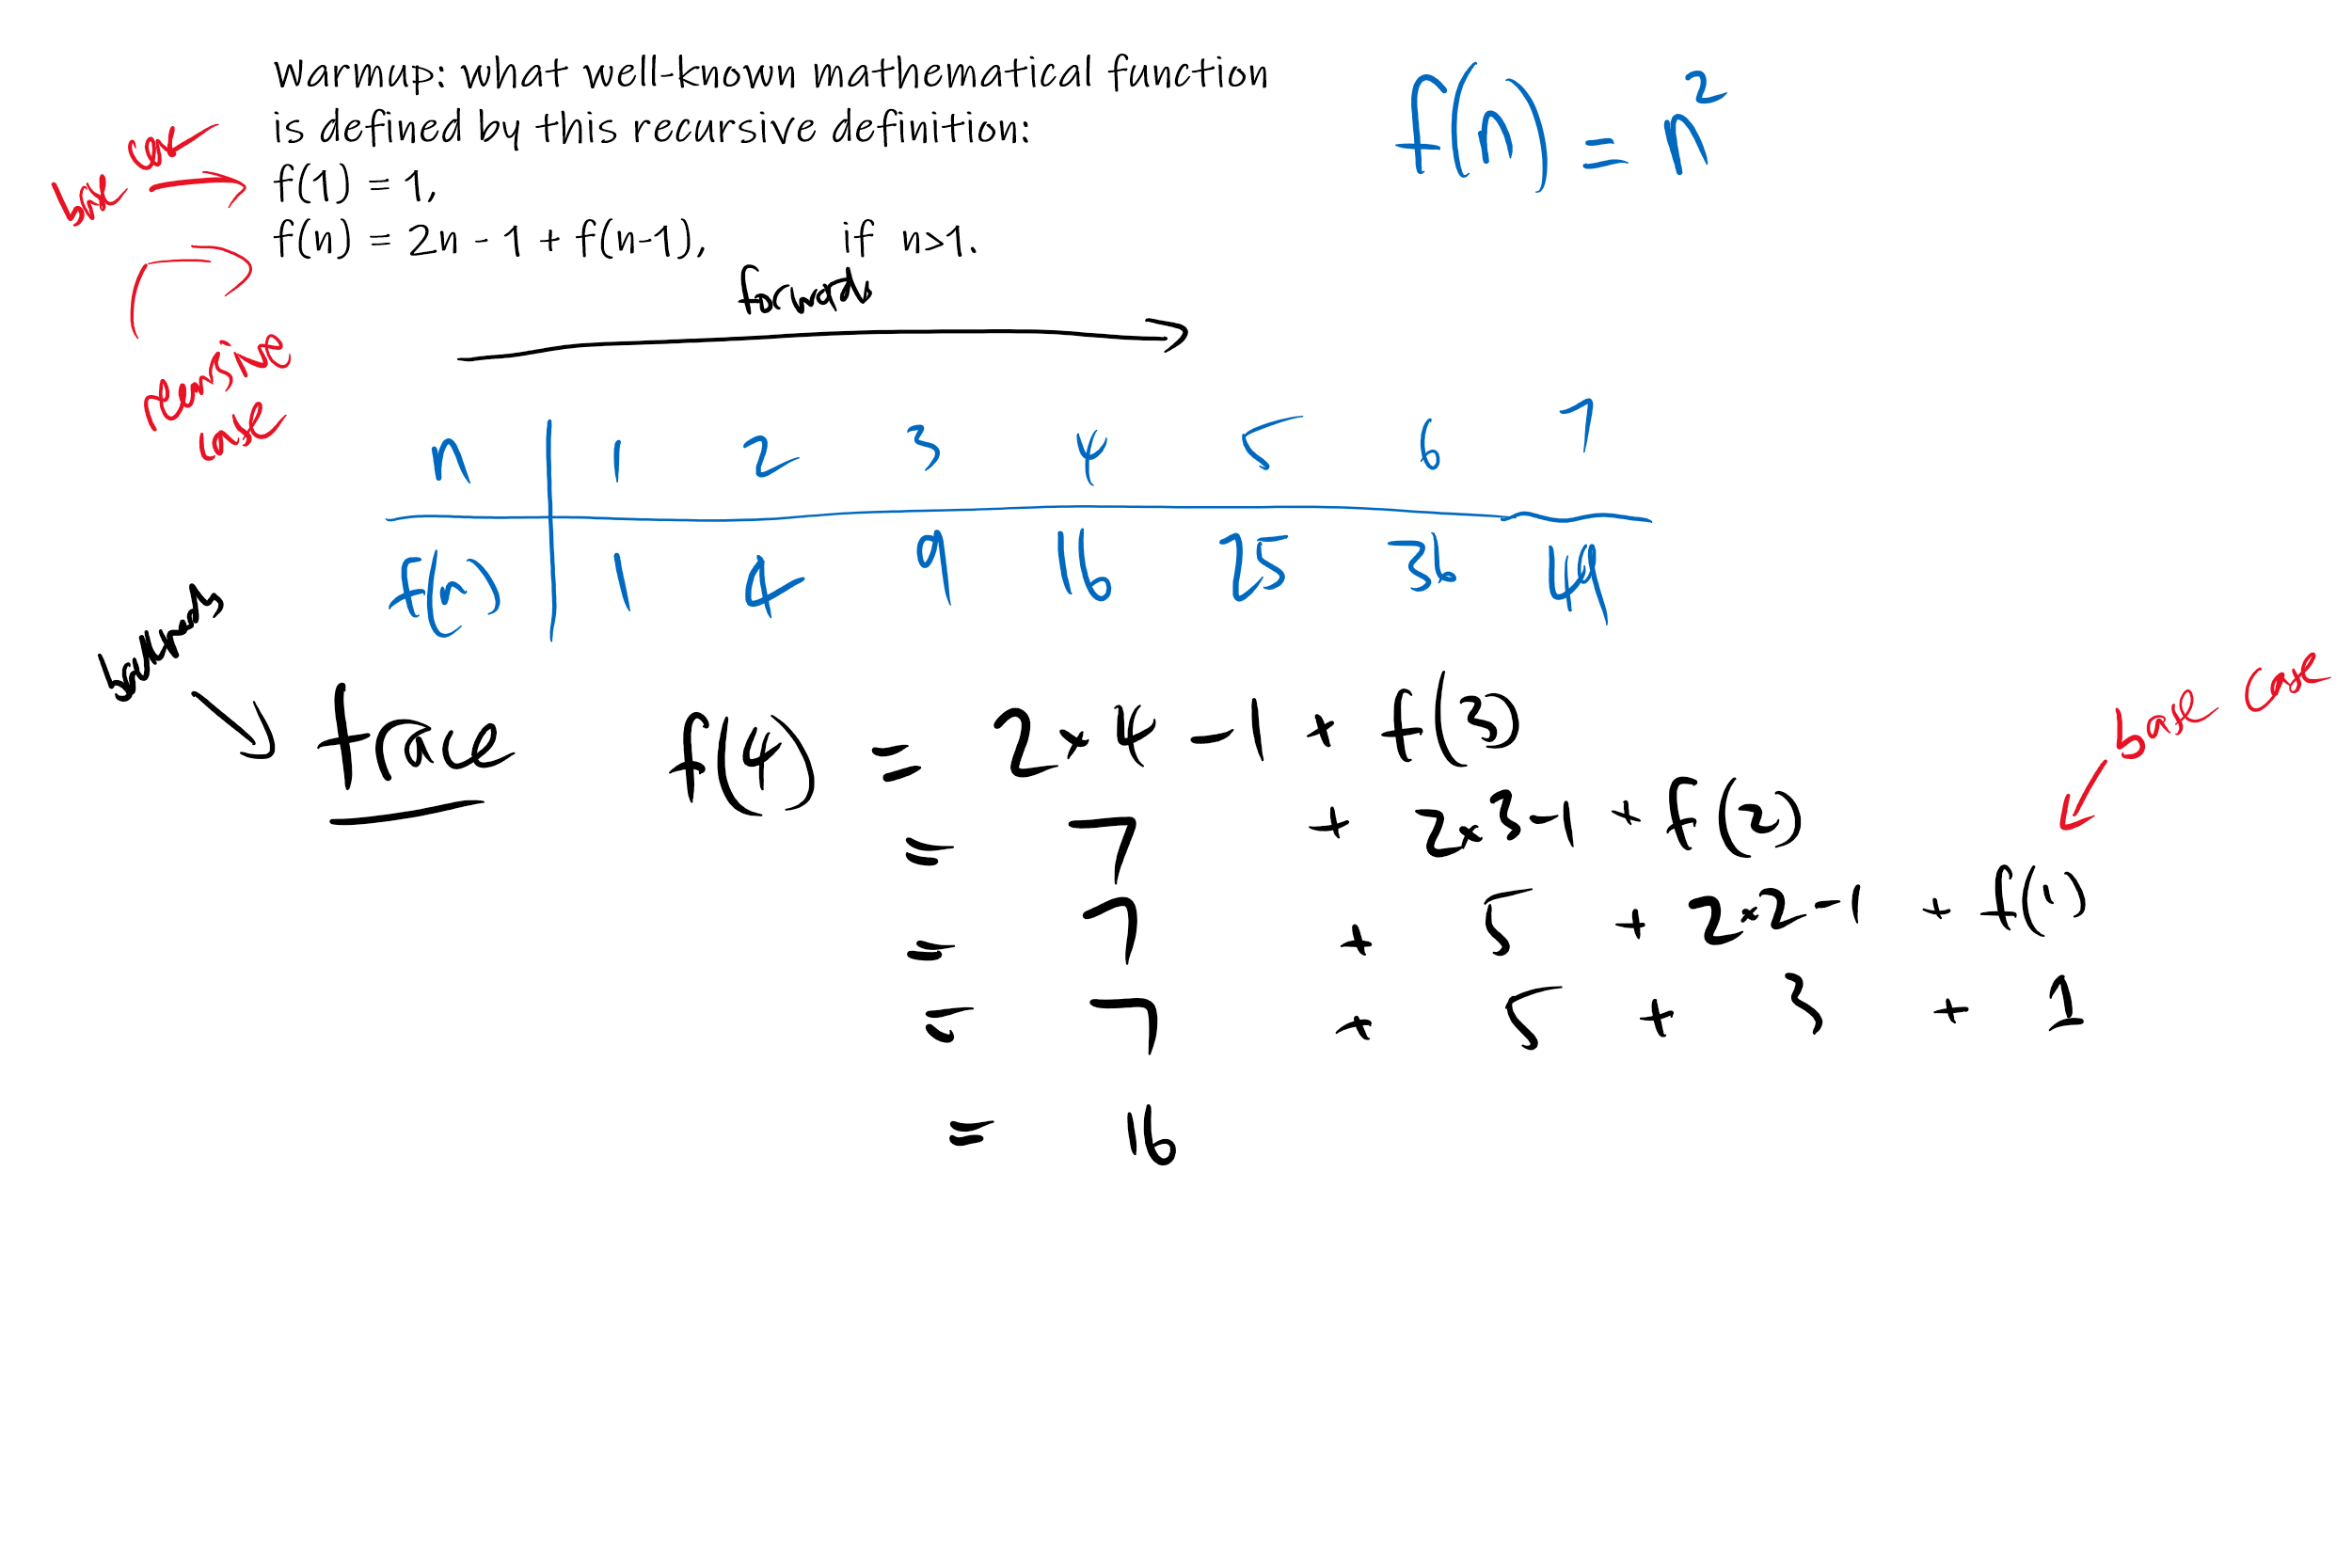 Warmup: what well-known mathematical function
is defined by this recursive definition:
f(1) = 1,
f(n) = 2n - 1 + f(n-1), if n>1.
f(n) = n²
base case
recursive
case
forwards
n 1 2 3 4 5 6 7
f(n) 1 4 9 16 25 36 49
backwards
trace f(4) = 2 × 4 - 1 + f(3)
= 7 + 2×3-1 + f(2)
base case
= 7 + 5 + 2×2-1 + f(1)
= 7 + 5 + 3 + 1
= 16